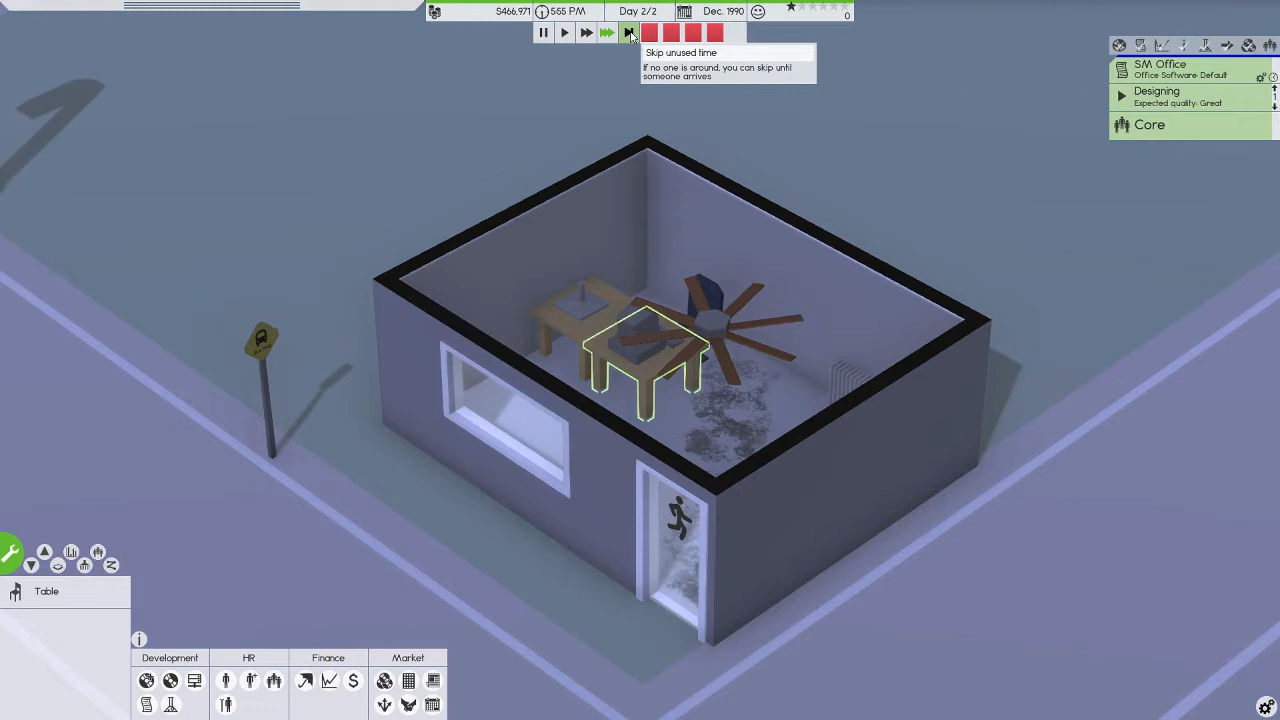 $466,971
5:55 PM
Day 2/2
Dec. 1990
0
Skip unused time
If no one is around, you can skip until
someone arrives
SM Office
Office Software: Default
Designing
Expected quality: Great
1
Core
1
Table
Development
HR
Finance
Market